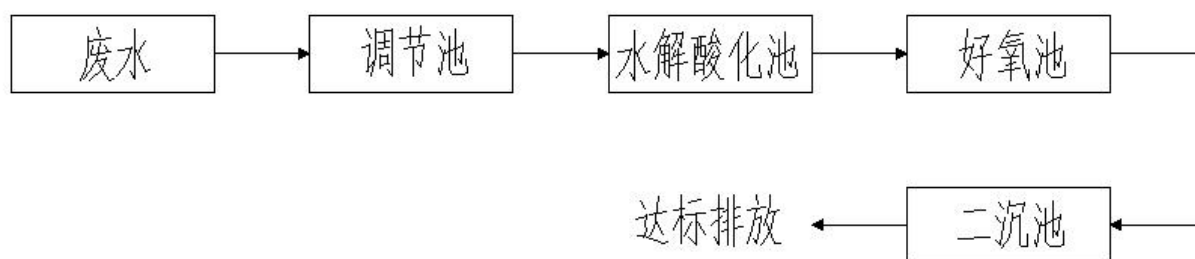 废水
调节池
水解酸化池
好氧池
二沉池
达标排放